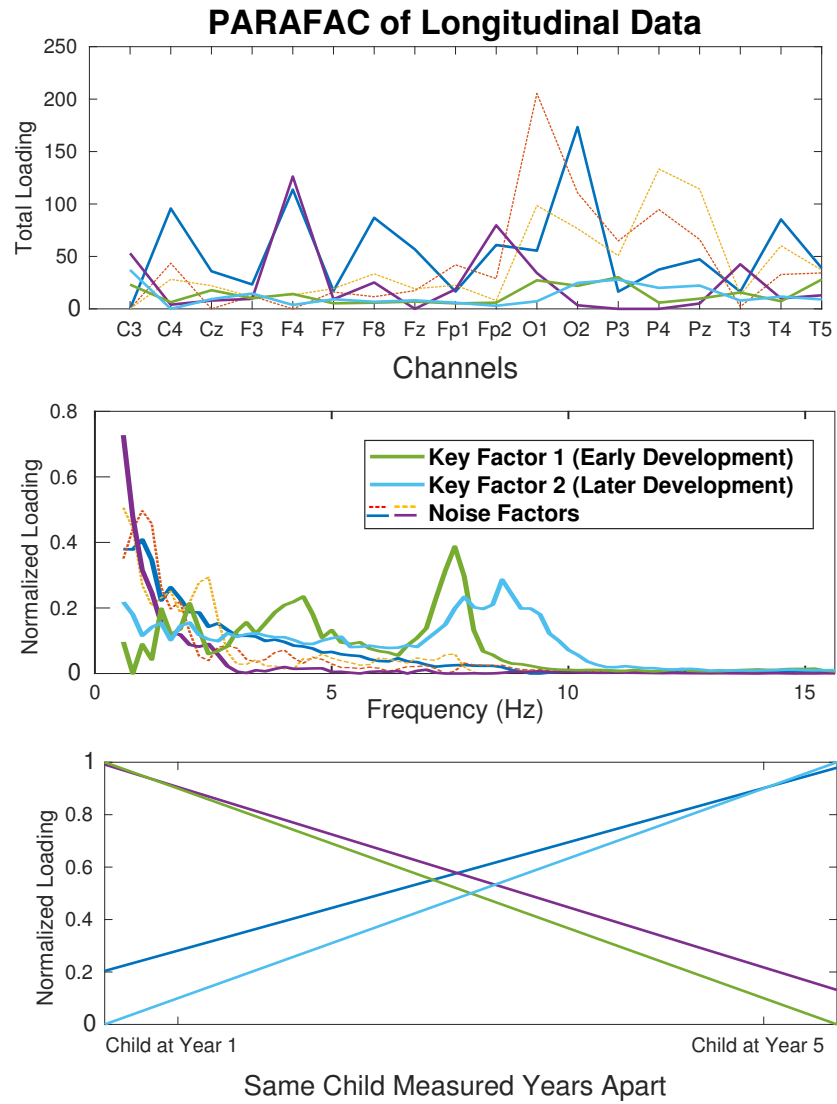 PARAFAC of Longitudinal Data
250
200
150
100
50
0
Total Loading
C3 C4 Cz F3 F4 F7 F8 Fz Fp1 Fp2 O1 O2 P3 P4 Pz T3 T4 T5
Channels
0.8
0.6
0.4
0.2
0
Normalized Loading
Key Factor 1 (Early Development)
Key Factor 2 (Later Development)
Noise Factors
0 5 10 15
Frequency (Hz)
1
0.8
0.6
0.4
0.2
0
Normalized Loading
Child at Year 1 Child at Year 5
Same Child Measured Years Apart